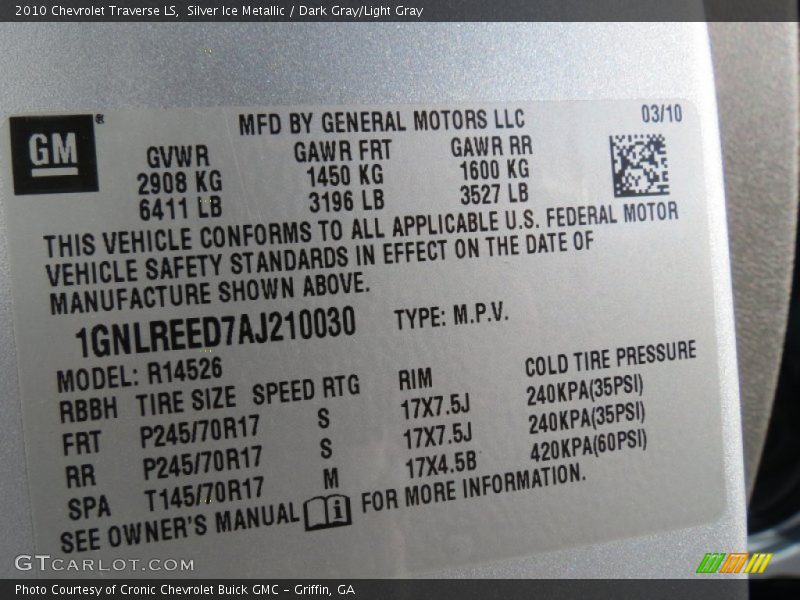 2010 Chevrolet Traverse LS, Silver Ice Metallic / Dark Gray/Light Gray
GM®
MFD BY GENERAL MOTORS LLC
03/10
GVWR GAWR FRT GAWR RR
2908 KG 1450 KG 1600 KG
6411 LB 3196 LB 3527 LB
THIS VEHICLE CONFORMS TO ALL APPLICABLE U.S. FEDERAL MOTOR
VEHICLE SAFETY STANDARDS IN EFFECT ON THE DATE OF
MANUFACTURE SHOWN ABOVE.
1GNLREED7AJ210030 TYPE: M.P.V.
MODEL: R14526
RBBH TIRE SIZE SPEED RTG RIM COLD TIRE PRESSURE
FRT P245/70R17 S 17X7.5J 240KPA(35PSI)
RR P245/70R17 S 17X7.5J 240KPA(35PSI)
SPA T145/70R17 M 17X4.5B 420KPA(60PSI)
SEE OWNER'S MANUAL i FOR MORE INFORMATION.
GTCARLOT.COM
Photo Courtesy of Cronic Chevrolet Buick GMC – Griffin, GA